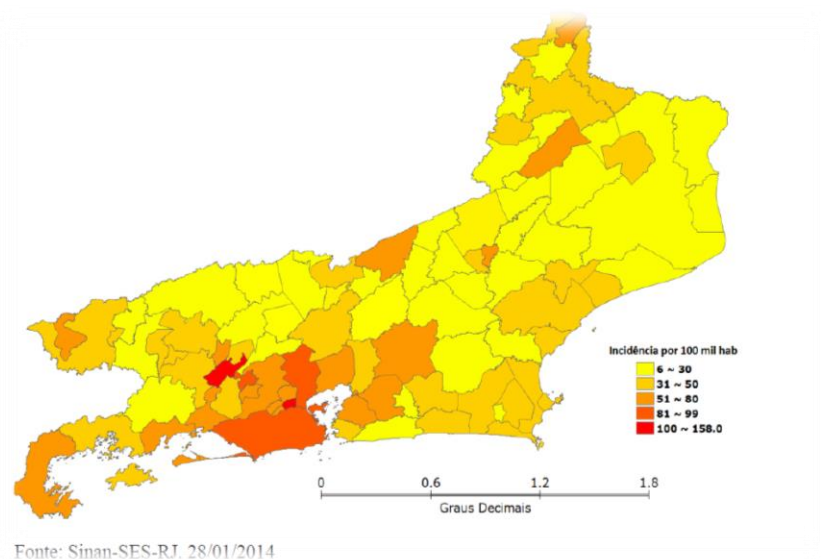 Incidência por 100 mil hab
6 ~ 30
31 ~ 50
51 ~ 80
81 ~ 99
100 ~ 158.0
0 0.6 1.2 1.8
Graus Decimais
Fonte: Sinan-SES-RJ. 28/01/2014